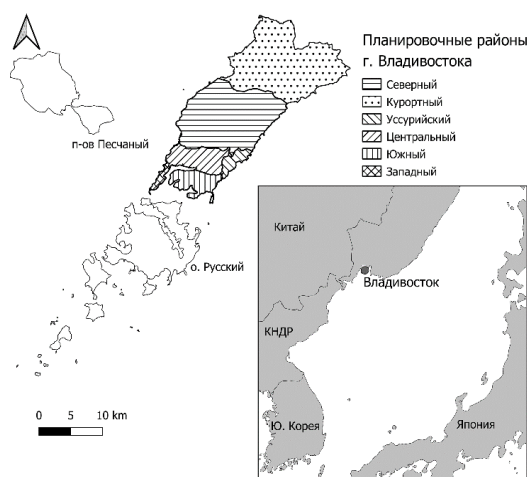 Планировочные районы
г. Владивостока
Северный
Курортный
Уссурийский
Центральный
Южный
Западный
п-ов Песчаный
о. Русский
0 5 10 km
Китай
Владивосток
КНДР
Ю. Корея
Япония